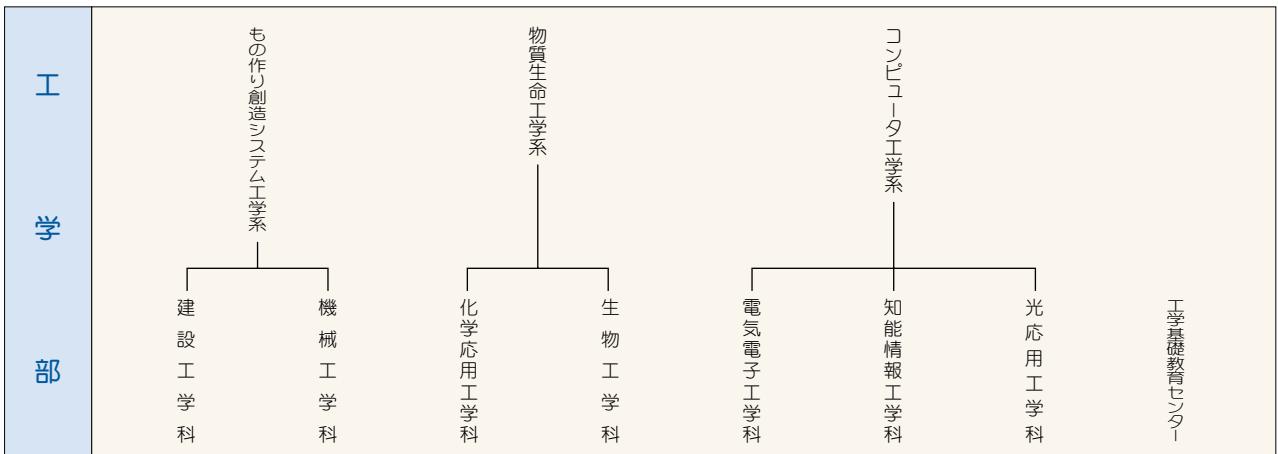 工学部
もの作り創造システム工学系
建設工学科
機械工学科
物質生命工学系
化学応用工学科
生物工学科
コンピュータ工学系
電気電子工学科
知能情報工学科
光応用工学科
工学基礎教育センター